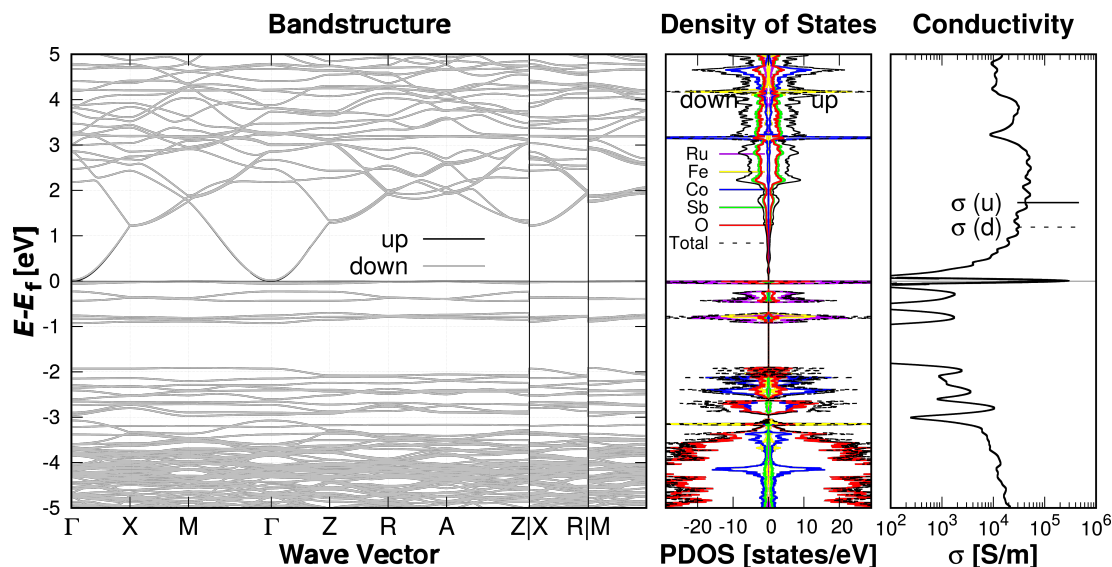 Bandstructure
Density of States
Conductivity
E-E_f [eV]
5
4
3
2
1
0
-1
-2
-3
-4
-5
up
down
Γ X M Γ Z R A Z|X R|M
Wave Vector
down up
Ru
Fe
Co
Sb
O
Total
-20 -10 0 10 20
PDOS [states/eV]
σ (u)
σ (d)
10² 10³ 10⁴ 10⁵ 10⁶
σ [S/m]